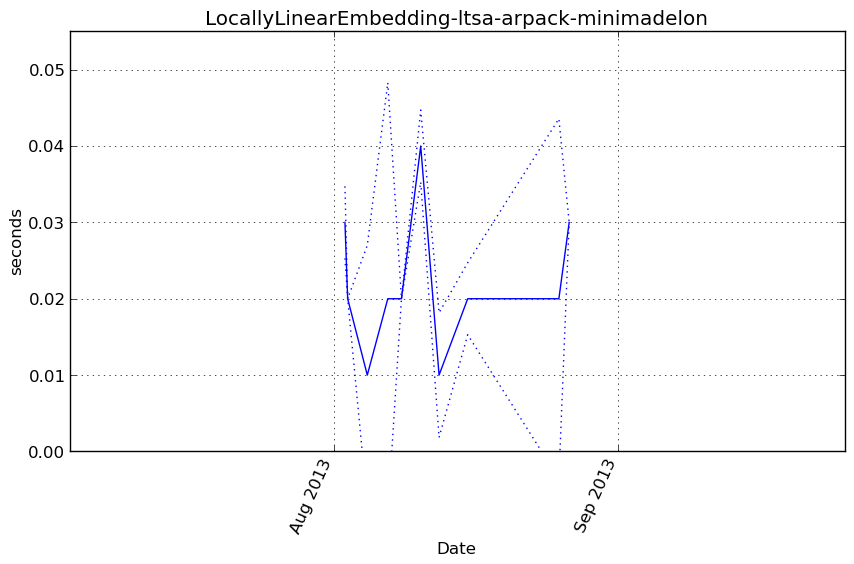 LocallyLinearEmbedding-ltsa-arpack-minimadelon
0.05
0.04
0.03
0.02
0.01
0.00
seconds
Aug 2013
Sep 2013
Date